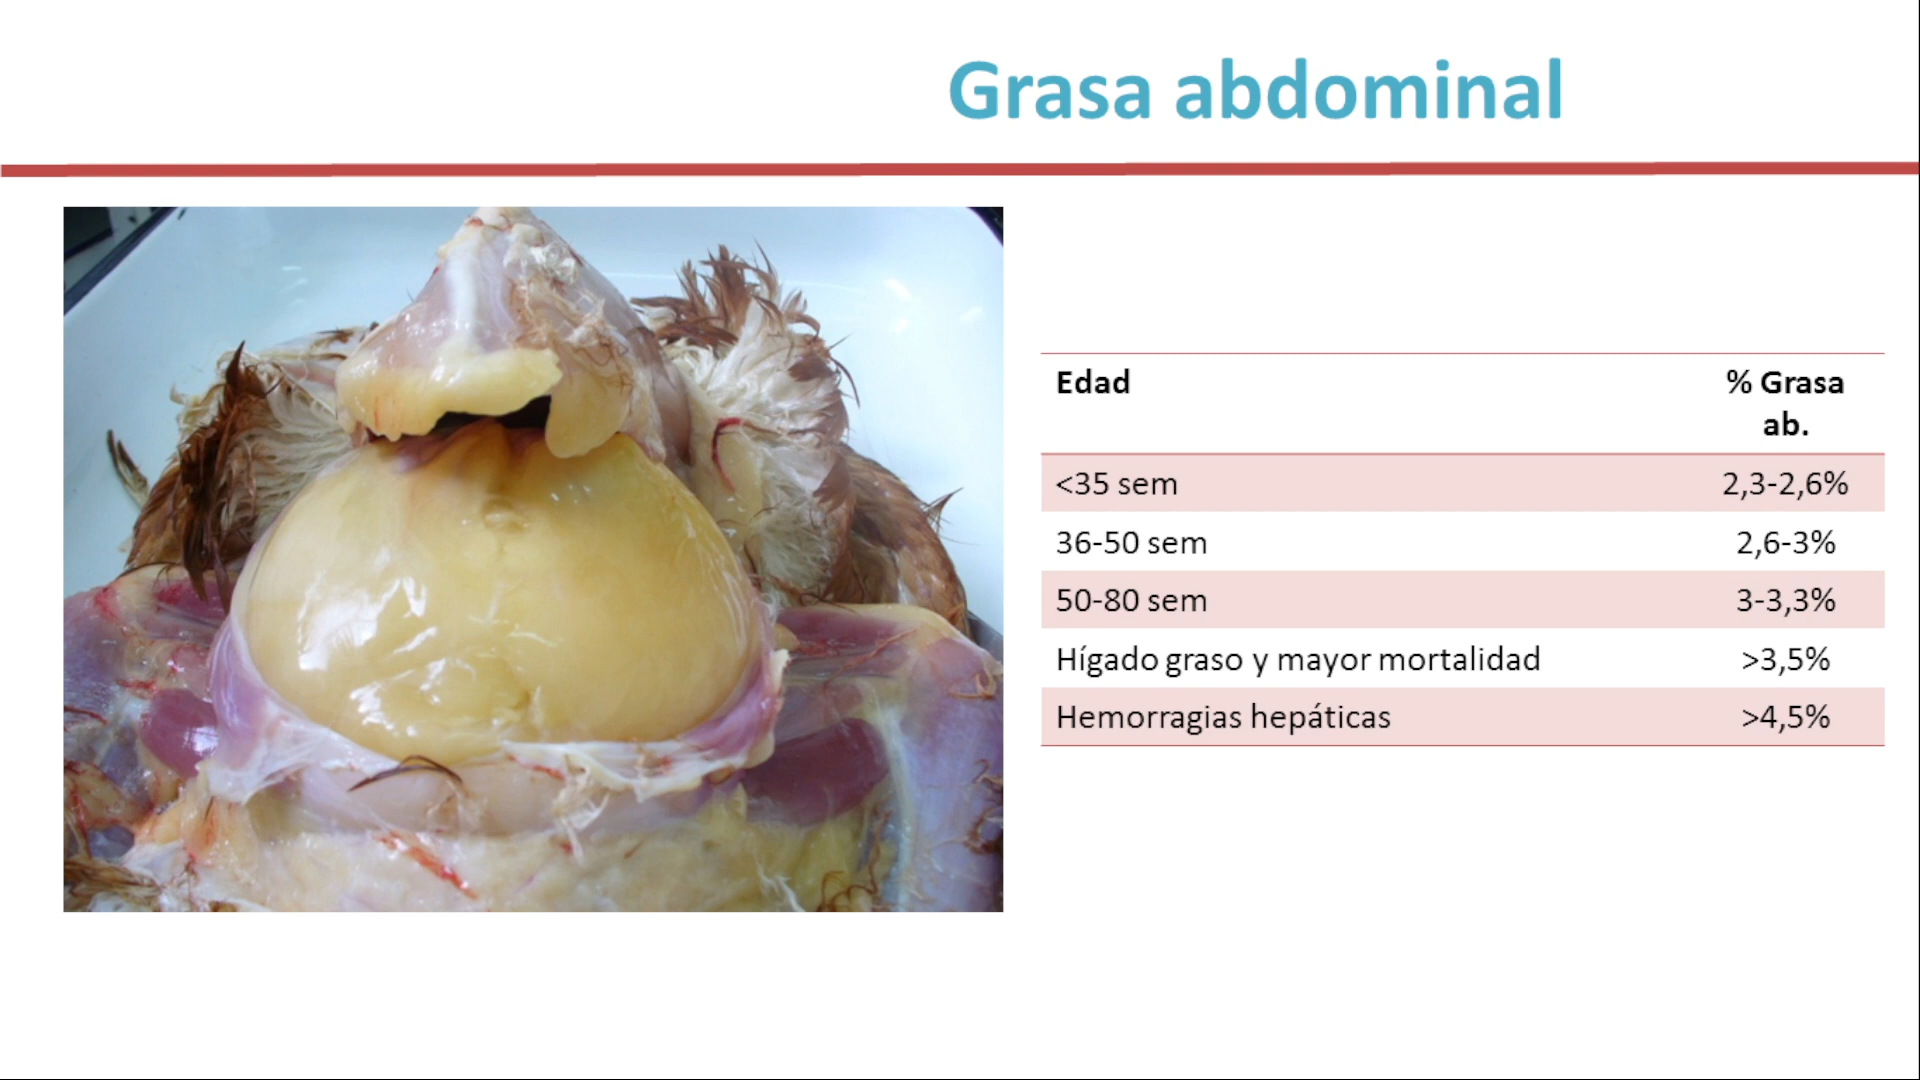 Grasa abdominal
Edad % Grasa
ab.
<35 sem 2,3-2,6%
36-50 sem 2,6-3%
50-80 sem 3-3,3%
Hígado graso y mayor mortalidad >3,5%
Hemorragias hepáticas >4,5%